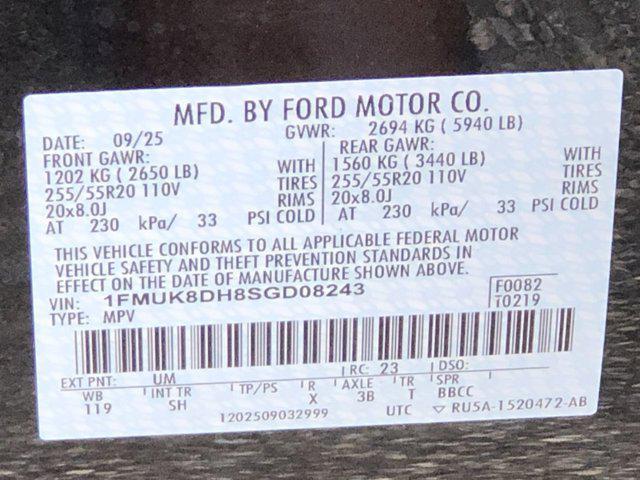 MFD. BY FORD MOTOR CO.
DATE: 09/25 GVWR: 2694 KG ( 5940 LB)
FRONT GAWR: REAR GAWR:
1202 KG ( 2650 LB) WITH 1560 KG ( 3440 LB) WITH
255/55R20 110V TIRES 255/55R20 110V TIRES
20x8.0J RIMS 20x8.0J RIMS
AT 230 kPa/ 33 PSI COLD AT 230 kPa/ 33 PSI COLD
THIS VEHICLE CONFORMS TO ALL APPLICABLE FEDERAL MOTOR
VEHICLE SAFETY AND THEFT PREVENTION STANDARDS IN
EFFECT ON THE DATE OF MANUFACTURE SHOWN ABOVE.
VIN: 1FMUK8DH8SGD08243 F0082
TYPE: MPV T0219
EXT PNT: UM RC: 23 DSO:
WB INT TR TP/PS R AXLE TR SPR
119 SH X 3B T BBCC
1202509032999 UTC ▽ RU5A-1520472-AB